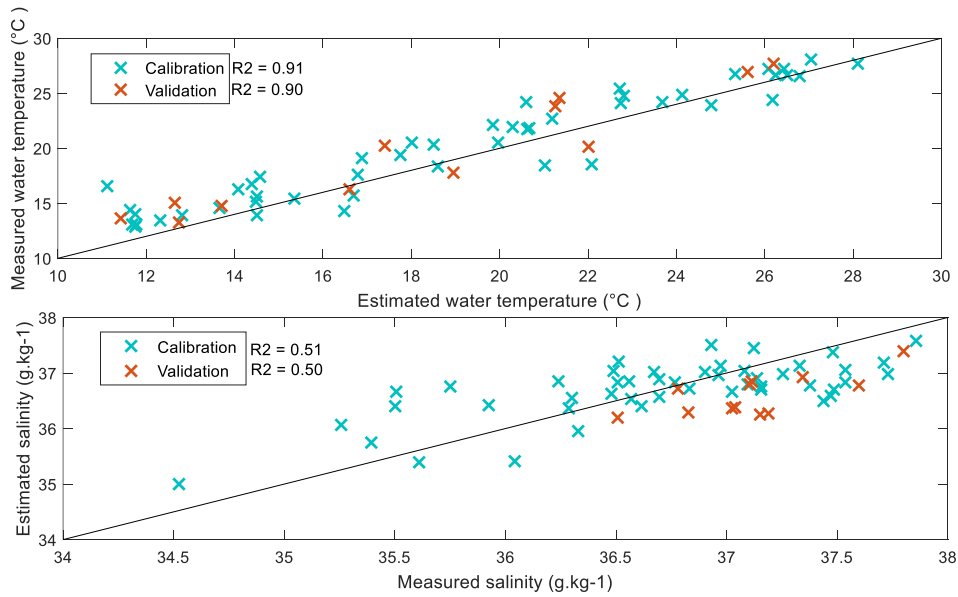 Measured water temperature (°C )
30
25
20
15
10
Calibration R2 = 0.91
Validation R2 = 0.90
10 12 14 16 18 20 22 24 26 28 30
Estimated water temperature (°C )
Estimated salinity (g.kg-1)
38
37
36
35
34
Calibration R2 = 0.51
Validation R2 = 0.50
34 34.5 35 35.5 36 36.5 37 37.5 38
Measured salinity (g.kg-1)